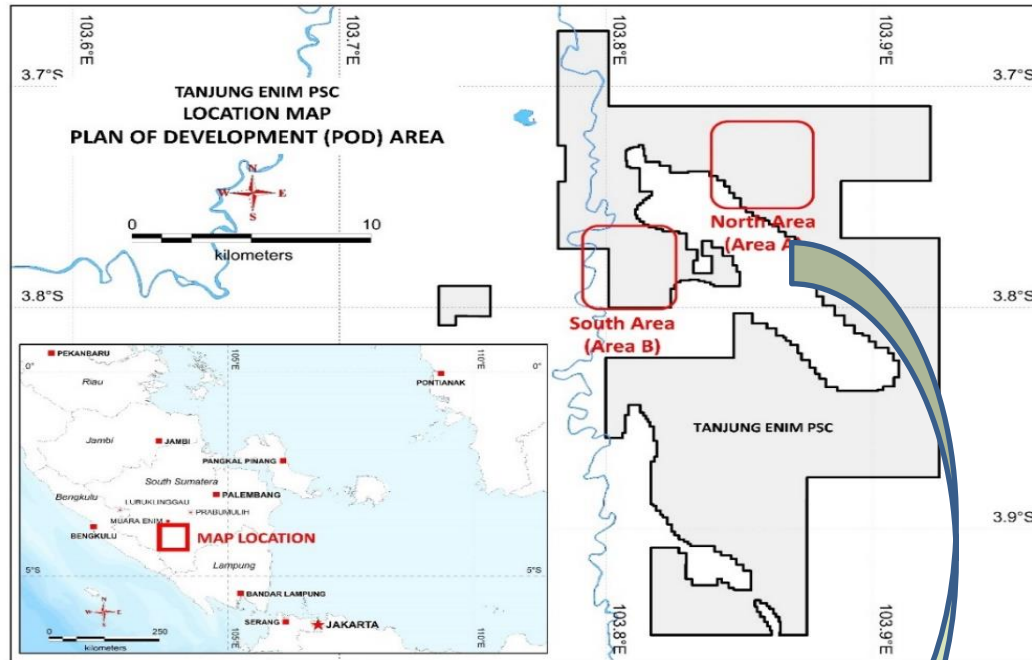 103.6°E
103.7°E
103.8°E
103.9°E
3.7°S
3.7°S
TANJUNG ENIM PSC
LOCATION MAP
PLAN OF DEVELOPMENT (POD) AREA
N
W E
S
0 10
kilometers
North Area
(Area A)
3.8°S
3.8°S
South Area
(Area B)
TANJUNG ENIM PSC
3.9°S
103.8°E
103.9°E
105°E
110°E
PEKANBARU
0°
Riau
PONTIANAK
Jambi
JAMBI
PANGKAL PINANG
South Sumatera
Bengkulu
PALEMBANG
LUBUKLINGGAU
PRABUMULIH
MUARA ENIM
BENGKULU
MAP LOCATION
Lampung
5°S
BANDAR LAMPUNG
SERANG
JAKARTA
N
W E
S
0 250
kilometers
105°E
110°E